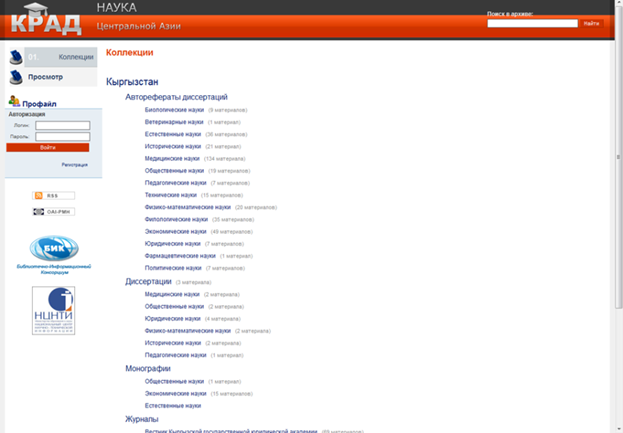 КРАД
НАУКА
Центральной Азии
Поиск в архиве:
Найти
01. Коллекции
Просмотр
Профайл
Авторизация
Логин:
Пароль:
Войти
Регистрация
RSS
OAI-PMH
БИК
Библиотечно-Информационный
Консорциум
НЦНТИ
Коллекции
Кыргызстан
Авторефераты диссертаций
Биологические науки (9 материалов)
Ветеринарные науки (1 материал)
Естественные науки (36 материалов)
Исторические науки (21 материал)
Медицинские науки (134 материала)
Общественные науки (19 материалов)
Педагогические науки (7 материалов)
Технические науки (15 материалов)
Физико-математические науки (20 материалов)
Филологические науки (35 материалов)
Экономические науки (49 материалов)
Юридические науки (7 материалов)
Фармацевтические науки (1 материал)
Политические науки (7 материалов)
Диссертации (3 материала)
Медицинские науки (2 материала)
Общественные науки (2 материала)
Юридические науки (4 материала)
Физико-математические науки (2 материала)
Исторические науки (2 материала)
Педагогические науки (1 материал)
Монографии
Общественные науки (1 материал)
Экономические науки (15 материалов)
Естественные науки
Журналы
Вестник Кыргызской государственной юридической академии